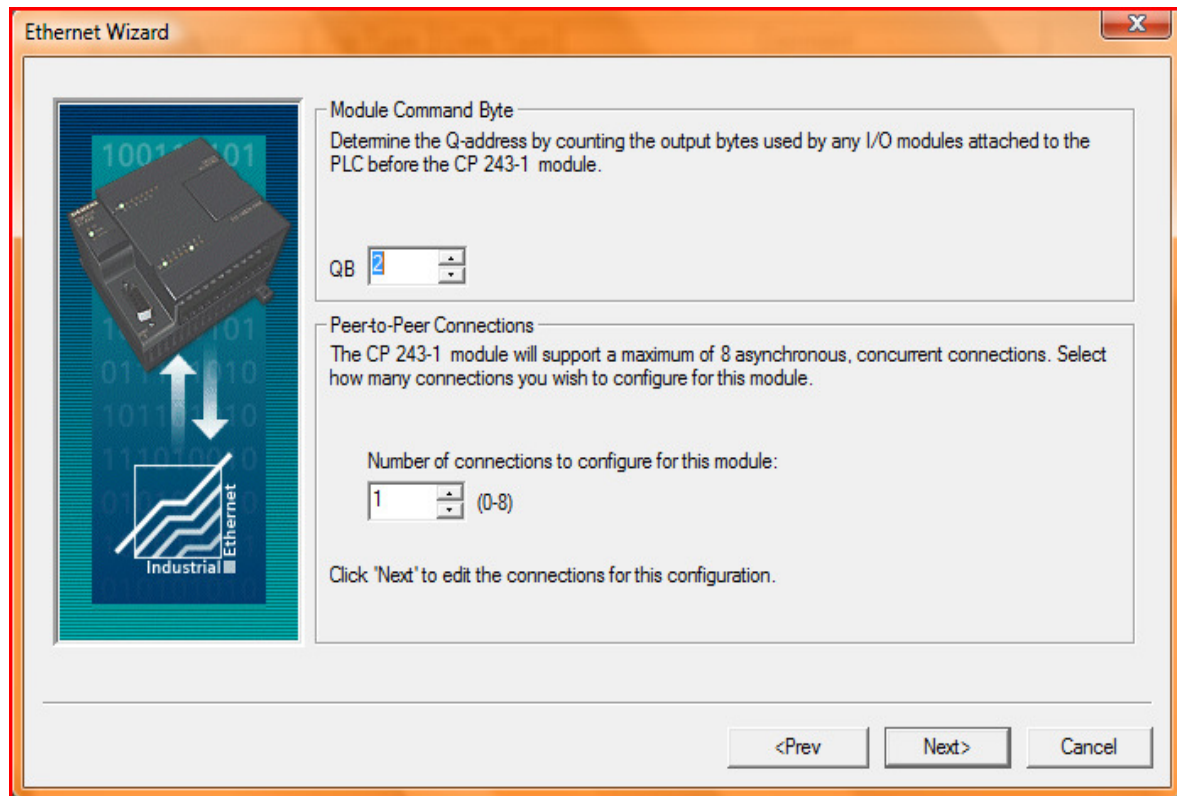 Ethernet Wizard
Module Command Byte
Determine the Q-address by counting the output bytes used by any I/O modules attached to the
PLC before the CP 243-1 module.
QB 2
Peer-to-Peer Connections
The CP 243-1 module will support a maximum of 8 asynchronous, concurrent connections. Select
how many connections you wish to configure for this module.
Number of connections to configure for this module:
1 (0-8)
Click 'Next' to edit the connections for this configuration.
Industrial
Ethernet
<Prev
Next>
Cancel